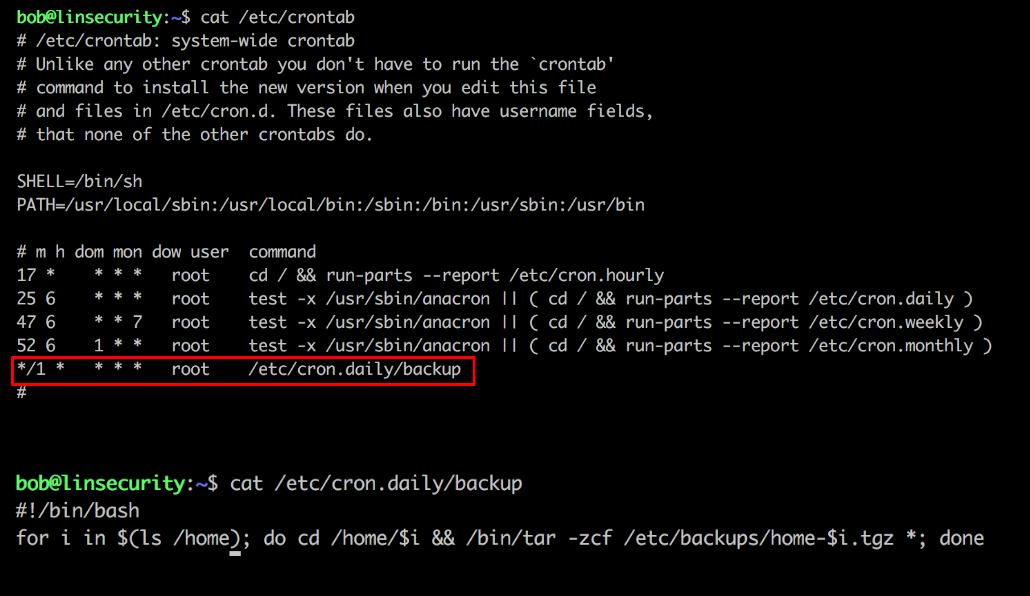 bob@linsecurity:~$ cat /etc/crontab
# /etc/crontab: system-wide crontab
# Unlike any other crontab you don't have to run the `crontab'
# command to install the new version when you edit this file
# and files in /etc/cron.d. These files also have username fields,
# that none of the other crontabs do.
SHELL=/bin/sh
PATH=/usr/local/sbin:/usr/local/bin:/sbin:/bin:/usr/sbin:/usr/bin
# m h dom mon dow user  command
17 *    * * *   root    cd / && run-parts --report /etc/cron.hourly
25 6    * * *   root    test -x /usr/sbin/anacron || ( cd / && run-parts --report /etc/cron.daily )
47 6    * * 7   root    test -x /usr/sbin/anacron || ( cd / && run-parts --report /etc/cron.weekly )
52 6    1 * *   root    test -x /usr/sbin/anacron || ( cd / && run-parts --report /etc/cron.monthly )
*/1 *   * * *   root    /etc/cron.daily/backup
#
bob@linsecurity:~$ cat /etc/cron.daily/backup
#!/bin/bash
for i in $(ls /home); do cd /home/$i && /bin/tar -zcf /etc/backups/home-$i.tgz *; done